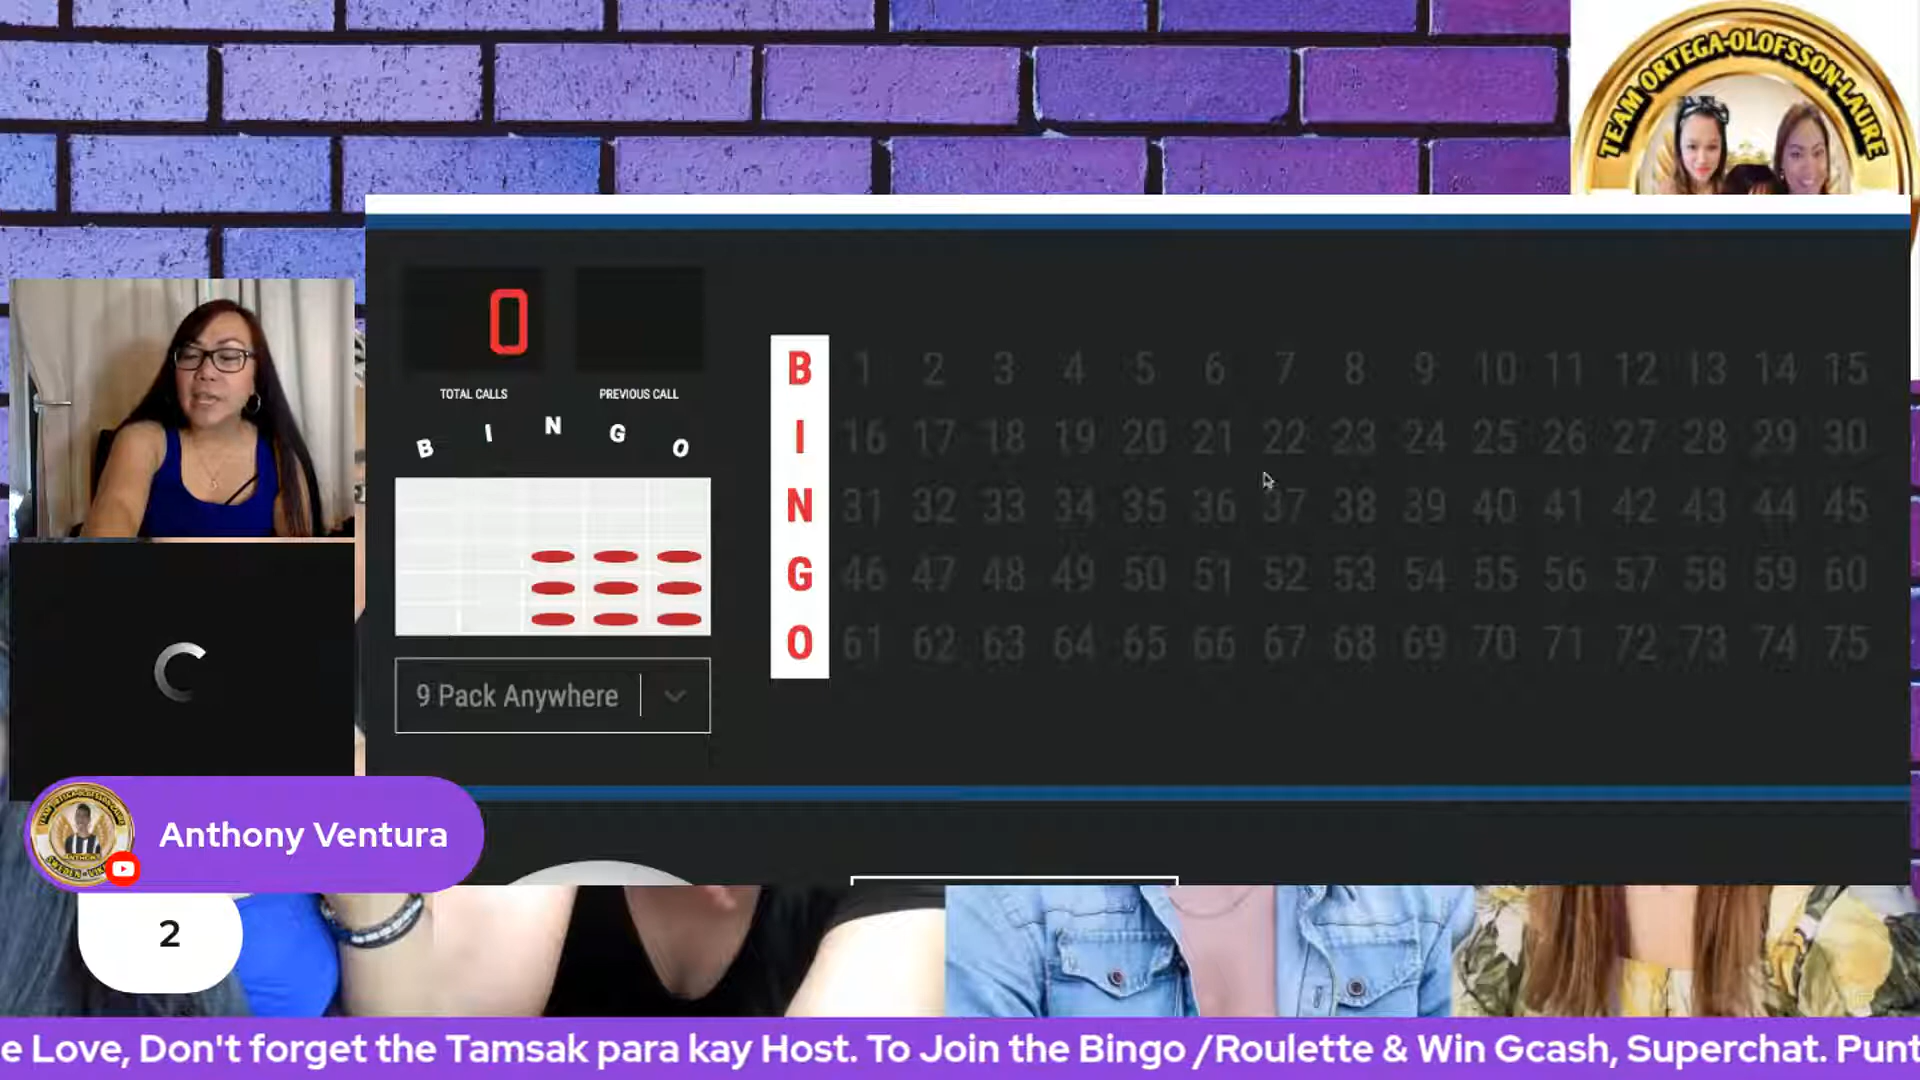 TEAM ORTEGA-OLOFSSON-LAURE
0
TOTAL CALLS
PREVIOUS CALL
B I N G O
9 Pack Anywhere
B 1 2 3 4 5 6 7 8 9 10 11 12 13 14 15
I 16 17 18 19 20 21 22 23 24 25 26 27 28 29 30
N 31 32 33 34 35 36 37 38 39 40 41 42 43 44 45
G 46 47 48 49 50 51 52 53 54 55 56 57 58 59 60
O 61 62 63 64 65 66 67 68 69 70 71 72 73 74 75
Anthony Ventura
2
e Love, Don't forget the Tamsak para kay Host. To Join the Bingo /Roulette & Win Gcash, Superchat. Punt